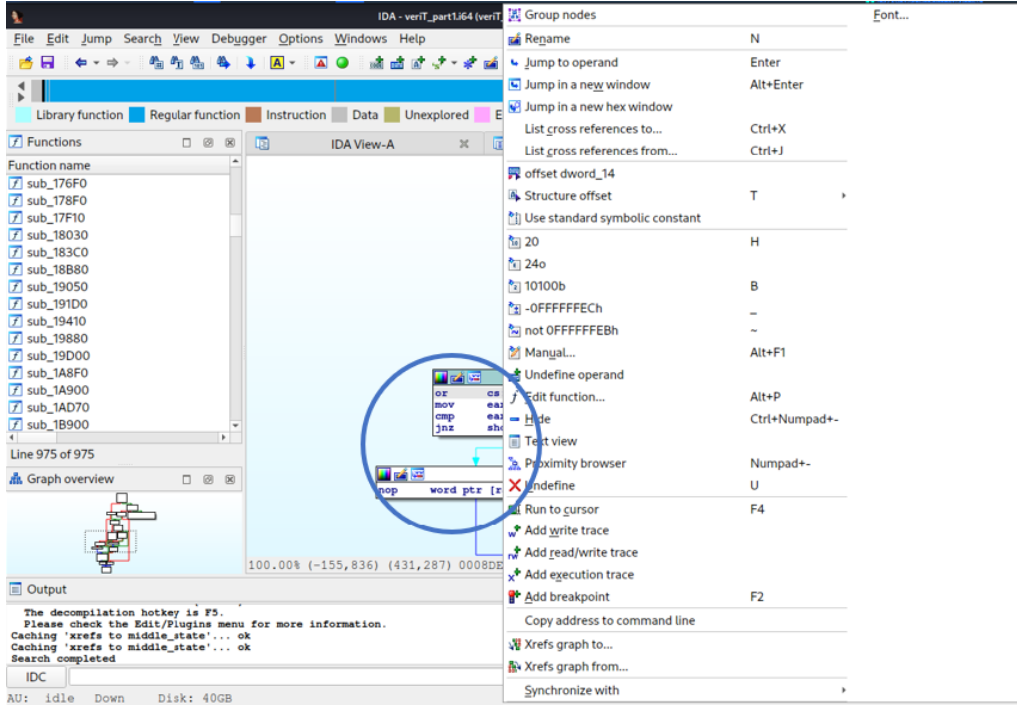 IDA - veriT_part1.i64 (veriT_
File Edit Jump Search View Debugger Options Windows Help
Library function Regular function Instruction Data Unexplored E
Functions
Function name
sub_176F0
sub_178F0
sub_17F10
sub_18030
sub_183C0
sub_18B80
sub_19050
sub_191D0
sub_19410
sub_19880
sub_19D00
sub_1A8F0
sub_1A900
sub_1AD70
sub_1B900
Line 975 of 975
Graph overview
IDA View-A
or cs
mov eax
cmp eax
jnz sho
nop word ptr [r
100.00% (-155,836) (431,287) 0008DE
Output
The decompilation hotkey is F5.
Please check the Edit/Plugins menu for more information.
Caching 'xrefs to middle_state'... ok
Caching 'xrefs to middle_state'... ok
Search completed
IDC
AU: idle Down Disk: 40GB
Group nodes
Rename N
Jump to operand Enter
Jump in a new window Alt+Enter
Jump in a new hex window
List cross references to... Ctrl+X
List cross references from... Ctrl+J
offset dword_14
Structure offset T
Use standard symbolic constant
20 H
24o
10100b B
-0FFFFFFECh _
not 0FFFFFFEBh ~
Manual... Alt+F1
Undefine operand
Edit function... Alt+P
Hide Ctrl+Numpad+-
Text view
Proximity browser Numpad+-
Undefine U
Run to cursor F4
Add write trace
Add read/write trace
Add execution trace
Add breakpoint F2
Copy address to command line
Xrefs graph to...
Xrefs graph from...
Synchronize with
Font...